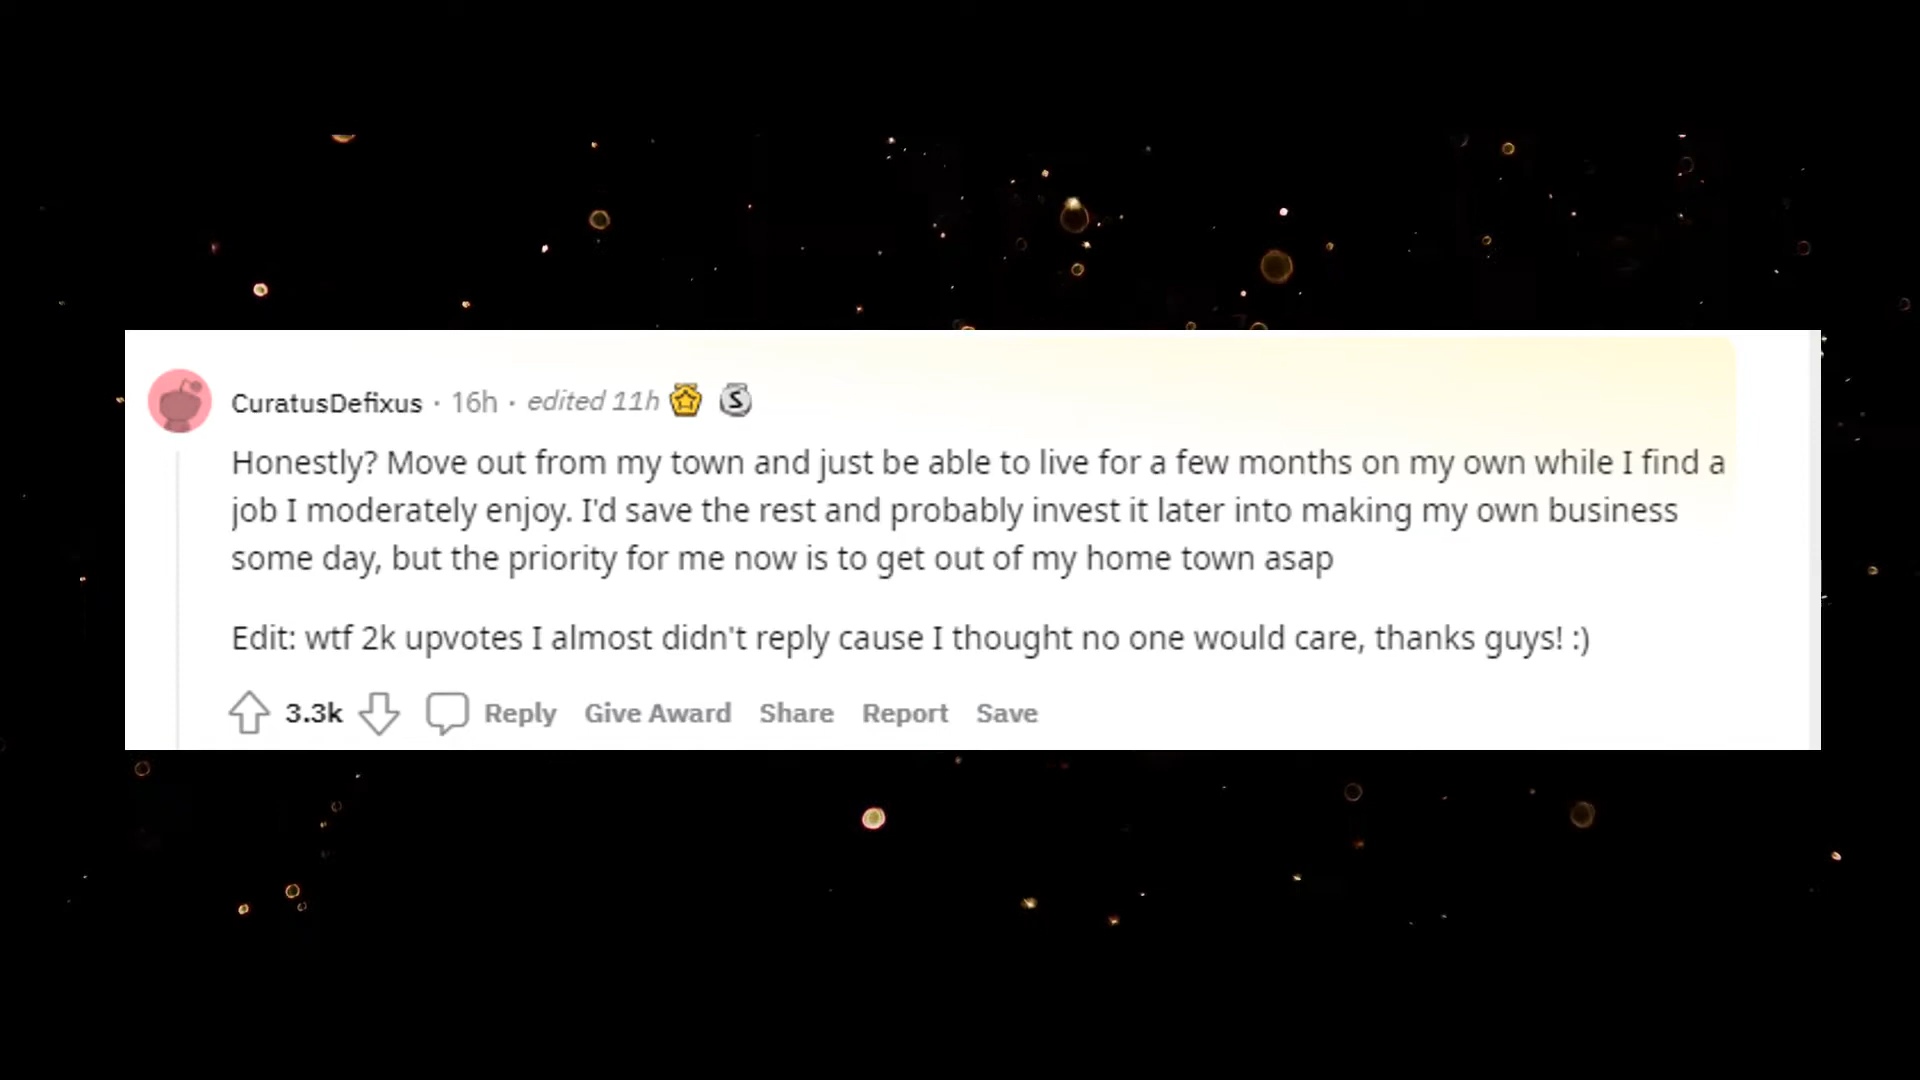 CuratusDefixus · 16h · edited 11h S
Honestly? Move out from my town and just be able to live for a few months on my own while I find a
job I moderately enjoy. I'd save the rest and probably invest it later into making my own business
some day, but the priority for me now is to get out of my home town asap
Edit: wtf 2k upvotes I almost didn't reply cause I thought no one would care, thanks guys! :)
3.3k Reply Give Award Share Report Save